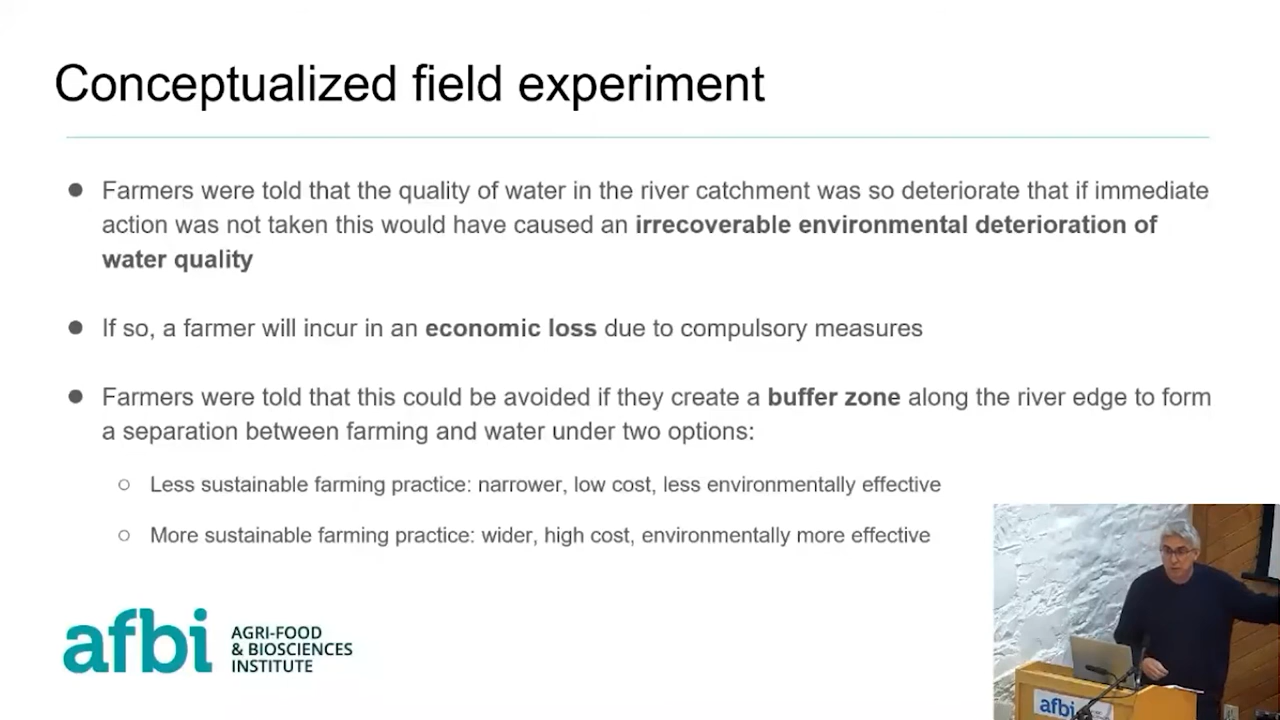 Conceptualized field experiment
● Farmers were told that the quality of water in the river catchment was so deteriorate that if immediate
action was not taken this would have caused an irrecoverable environmental deterioration of
water quality
● If so, a farmer will incur in an economic loss due to compulsory measures
● Farmers were told that this could be avoided if they create a buffer zone along the river edge to form
a separation between farming and water under two options:
○ Less sustainable farming practice: narrower, low cost, less environmentally effective
○ More sustainable farming practice: wider, high cost, environmentally more effective
afbi
AGRI-FOOD
& BIOSCIENCES
INSTITUTE
afbi